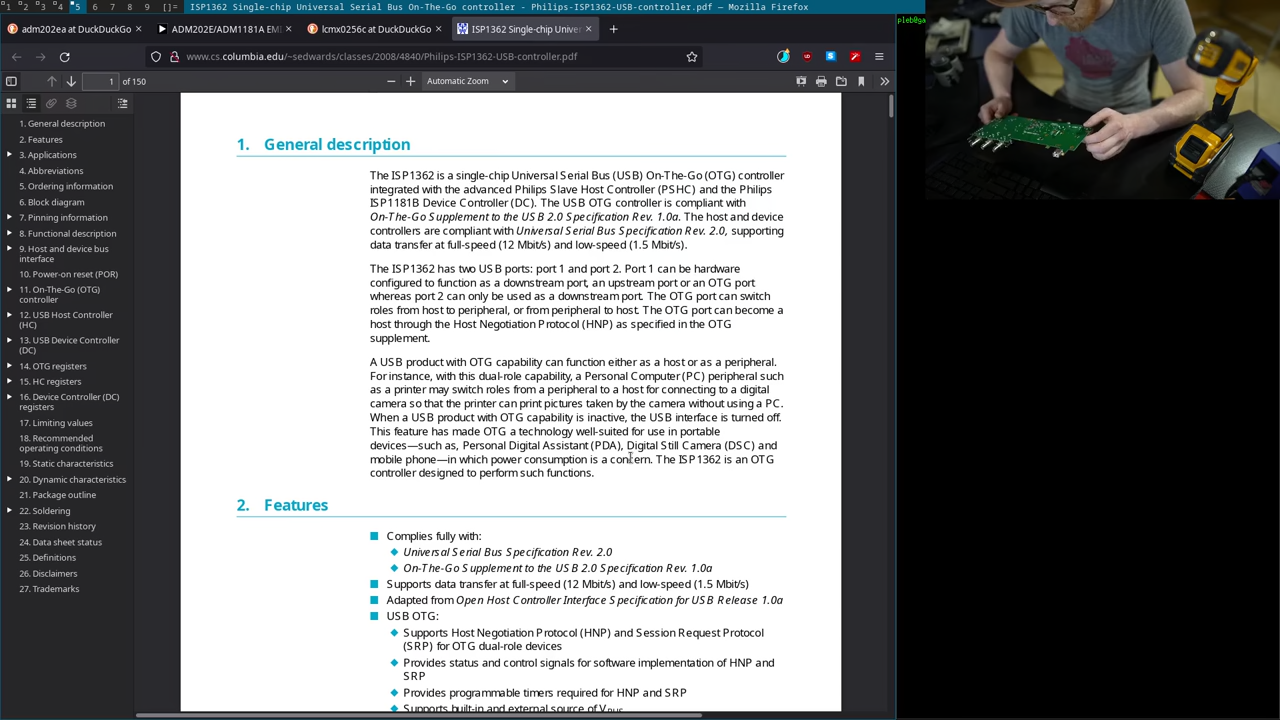 1 2 3 4 5 6 7 8 9 []= ISP1362 Single-chip Universal Serial Bus On-The-Go controller - Philips-ISP1362-USB-controller.pdf — Mozilla Firefox
adm202ea at DuckDuckGo
ADM202E/ADM1181A EMI
lcmx0256c at DuckDuckGo
ISP1362 Single-chip Univer
www.cs.columbia.edu/~sedwards/classes/2008/4840/Philips-ISP1362-USB-controller.pdf
1 of 150
Automatic Zoom
1. General description
2. Features
3. Applications
4. Abbreviations
5. Ordering information
6. Block diagram
7. Pinning information
8. Functional description
9. Host and device bus
interface
10. Power-on reset (POR)
11. On-The-Go (OTG)
controller
12. USB Host Controller
(HC)
13. USB Device Controller
(DC)
14. OTG registers
15. HC registers
16. Device Controller (DC)
registers
17. Limiting values
18. Recommended
operating conditions
19. Static characteristics
20. Dynamic characteristics
21. Package outline
22. Soldering
23. Revision history
24. Data sheet status
25. Definitions
26. Disclaimers
27. Trademarks
1. General description
The ISP1362 is a single-chip Universal Serial Bus (USB) On-The-Go (OTG) controller
integrated with the advanced Philips Slave Host Controller (PSHC) and the Philips
ISP1181B Device Controller (DC). The USB OTG controller is compliant with
On-The-Go Supplement to the USB 2.0 Specification Rev. 1.0a. The host and device
controllers are compliant with Universal Serial Bus Specification Rev. 2.0, supporting
data transfer at full-speed (12 Mbit/s) and low-speed (1.5 Mbit/s).
The ISP1362 has two USB ports: port 1 and port 2. Port 1 can be hardware
configured to function as a downstream port, an upstream port or an OTG port
whereas port 2 can only be used as a downstream port. The OTG port can switch
roles from host to peripheral, or from peripheral to host. The OTG port can become a
host through the Host Negotiation Protocol (HNP) as specified in the OTG
supplement.
A USB product with OTG capability can function either as a host or as a peripheral.
For instance, with this dual-role capability, a Personal Computer (PC) peripheral such
as a printer may switch roles from a peripheral to a host for connecting to a digital
camera so that the printer can print pictures taken by the camera without using a PC.
When a USB product with OTG capability is inactive, the USB interface is turned off.
This feature has made OTG a technology well-suited for use in portable
devices—such as, Personal Digital Assistant (PDA), Digital Still Camera (DSC) and
mobile phone—in which power consumption is a concern. The ISP1362 is an OTG
controller designed to perform such functions.
2. Features
Complies fully with:
Universal Serial Bus Specification Rev. 2.0
On-The-Go Supplement to the USB 2.0 Specification Rev. 1.0a
Supports data transfer at full-speed (12 Mbit/s) and low-speed (1.5 Mbit/s)
Adapted from Open Host Controller Interface Specification for USB Release 1.0a
USB OTG:
Supports Host Negotiation Protocol (HNP) and Session Request Protocol
(SRP) for OTG dual-role devices
Provides status and control signals for software implementation of HNP and
SRP
Provides programmable timers required for HNP and SRP
Supports built-in and external source of VBUS